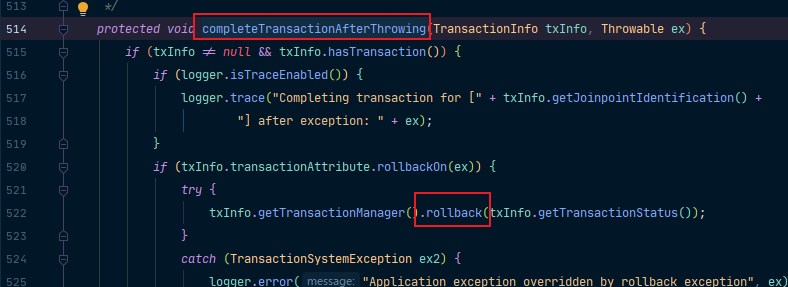 513 */
514 protected void completeTransactionAfterThrowing(TransactionInfo txInfo, Throwable ex) {
515 if (txInfo ≠ null && txInfo.hasTransaction()) {
516 if (logger.isTraceEnabled()) {
517 logger.trace("Completing transaction for [" + txInfo.getJoinpointIdentification() +
518 "] after exception: " + ex);
519 }
520 if (txInfo.transactionAttribute.rollbackOn(ex)) {
521 try {
522 txInfo.getTransactionManager().rollback(txInfo.getTransactionStatus());
523 }
524 catch (TransactionSystemException ex2) {
525 logger.error( message: "Application exception overridden by rollback exception", ex)